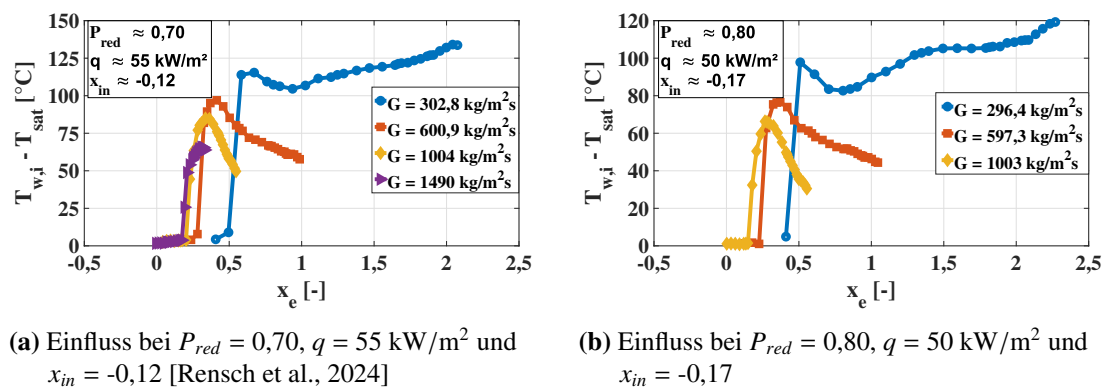 150
125
100
75
50
25
0
T_w,i - T_sat [°C]
P_red ≈ 0,70
q ≈ 55 kW/m²
x_in ≈ -0,12
G = 302,8 kg/m²s
G = 600,9 kg/m²s
G = 1004 kg/m²s
G = 1490 kg/m²s
-0,5 0 0,5 1 1,5 2 2,5
x_e [-]
(a) Einfluss bei P_red = 0,70, q = 55 kW/m² und
x_in = -0,12 [Rensch et al., 2024]
120
100
80
60
40
20
0
T_w,i - T_sat [°C]
P_red ≈ 0,80
q ≈ 50 kW/m²
x_in ≈ -0,17
G = 296,4 kg/m²s
G = 597,3 kg/m²s
G = 1003 kg/m²s
-0,5 0 0,5 1 1,5 2 2,5
x_e [-]
(b) Einfluss bei P_red = 0,80, q = 50 kW/m² und
x_in = -0,17